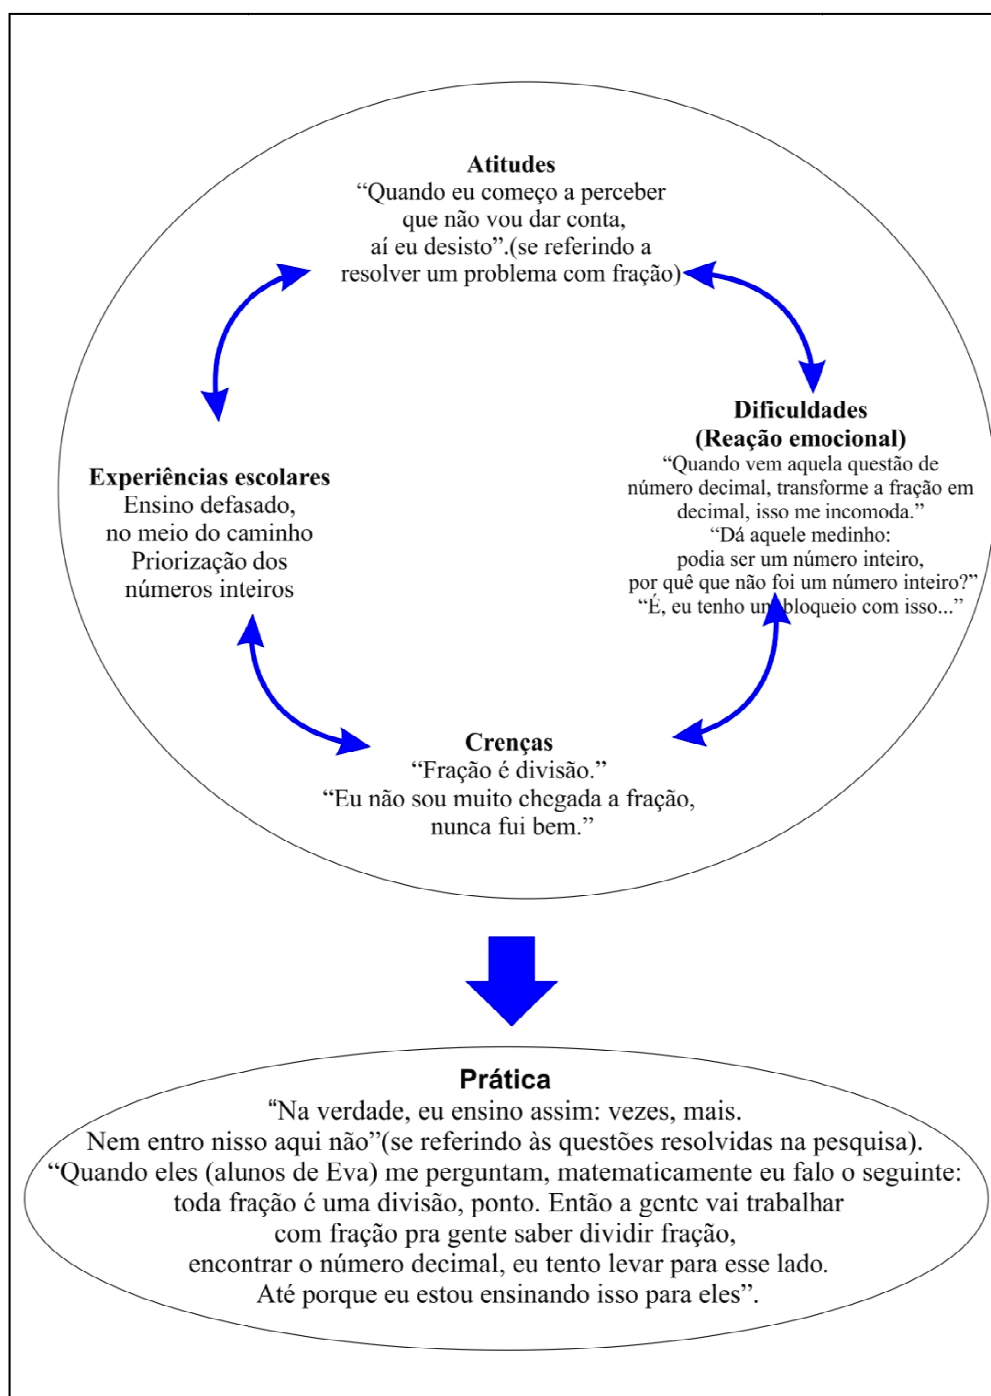 Atitudes
“Quando eu começo a perceber
que não vou dar conta,
aí eu desisto”.(se referindo a
resolver um problema com fração)
Dificuldades
(Reação emocional)
“Quando vem aquela questão de
número decimal, transforme a fração em
decimal, isso me incomoda.”
“Dá aquele medinho:
podia ser um número inteiro,
por quê que não foi um número inteiro?”
“É, eu tenho um bloqueio com isso...”
Experiências escolares
Ensino defasado,
no meio do caminho
Priorização dos
números inteiros
Crenças
“Fração é divisão.”
“Eu não sou muito chegada a fração,
nunca fui bem.”
Prática
“Na verdade, eu ensino assim: vezes, mais.
Nem entro nisso aqui não”(se referindo às questões resolvidas na pesquisa).
“Quando eles (alunos de Eva) me perguntam, matematicamente eu falo o seguinte:
toda fração é uma divisão, ponto. Então a gente vai trabalhar
com fração pra gente saber dividir fração,
encontrar o número decimal, eu tento levar para esse lado.
Até porque eu estou ensinando isso para eles”.